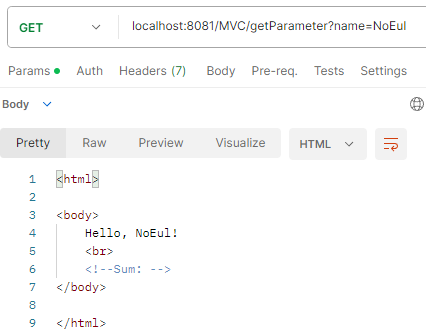 GET localhost:8081/MVC/getParameter?name=NoEul
Params Auth Headers (7) Body Pre-req. Tests Settings
Body
Pretty Raw Preview Visualize HTML
1 <html>
2
3 <body>
4 Hello, NoEul!
5 <br>
6 <!--Sum: -->
7 </body>
8
9 </html>